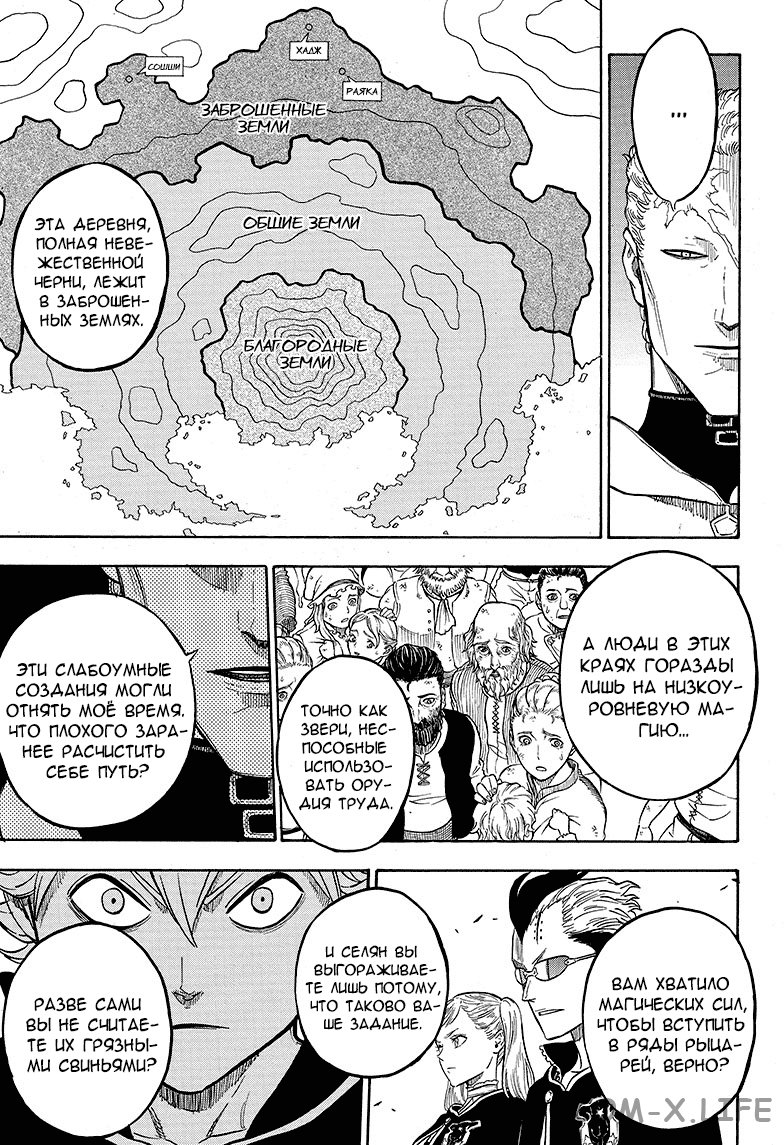 ...
ХАДЖ
СОШШИ
РАЯКА
ЗАБРОШЕННЫЕ
ЗЕМЛИ
ОБЩИЕ ЗЕМЛИ
БЛАГОРОДНЫЕ
ЗЕМЛИ
ЭТА ДЕРЕВНЯ,
ПОЛНАЯ НЕВЕ-
ЖЕСТВЕННОЙ
ЧЕРНИ, ЛЕЖИТ
В ЗАБРОШЕН-
НЫХ ЗЕМЛЯХ.
А ЛЮДИ В ЭТИХ
КРАЯХ ГОРАЗДЫ
ЛИШЬ НА НИЗКОУ-
РОВНЕВУЮ МА-
ГИЮ...
ТОЧНО КАК
ЗВЕРИ, НЕС-
ПОСОБНЫЕ
ИСПОЛЬЗО-
ВАТЬ ОРУ-
ДИЯ ТРУДА.
ЭТИ СЛАБОУМНЫЕ
СОЗДАНИЯ МОГЛИ
ОТНЯТЬ МОЁ ВРЕМЯ.
ЧТО ПЛОХОГО ЗАРА-
НЕЕ РАСЧИСТИТЬ
СЕБЕ ПУТЬ?
ВАМ ХВАТИЛО
МАГИЧЕСКИХ СИЛ,
ЧТОБЫ ВСТУПИТЬ
В РЯДЫ РЫЦА-
РЕЙ, ВЕРНО?
И СЕЛЯН ВЫ
ВЫГОРАЖИВАЕ-
ТЕ ЛИШЬ ПОТОМУ,
ЧТО ТАКОВО ВА-
ШЕ ЗАДАНИЕ.
РАЗВЕ САМИ
ВЫ НЕ СЧИТАЕ-
ТЕ ИХ ГРЯЗНЫ-
МИ СВИНЬЯМИ?
COM-X.LIFE